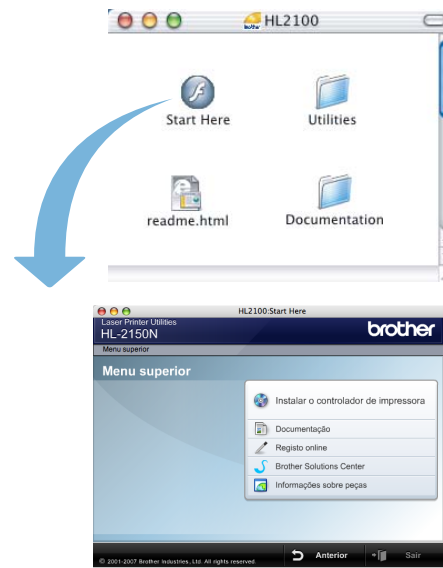 brother HL2100
Start Here
Utilities
readme.html
Documentation
HL2100:Start Here
Laser Printer Utilities
HL-2150N
brother
Menu superior
Menu superior
Instalar o controlador de impressora
Documentação
Registo online
Brother Solutions Center
Informações sobre peças
© 2001-2007 Brother Industries, Ltd. All rights reserved.
Anterior
Sair